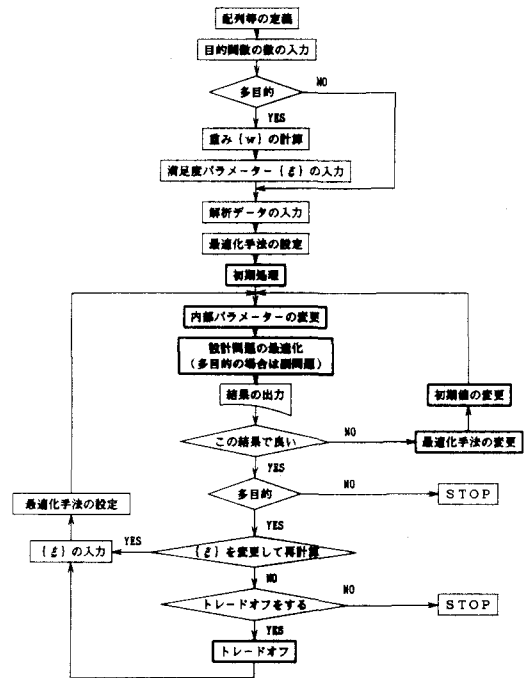 配列等の定義
目的関数の数の入力
多目的
NO
YES
重み {w} の計算
満足度パラメーター {ε} の入力
解析データの入力
最適化手法の設定
初期処理
内部パラメーターの変更
設計問題の最適化
(多目的の場合は副問題)
結果の出力
初期値の変更
この結果で良い
NO
最適化手法の変更
YES
最適化手法の設定
多目的
NO
STOP
YES
{ε} の入力
YES
{ε} を変更して再計算
NO
トレードオフをする
NO
STOP
YES
トレードオフ